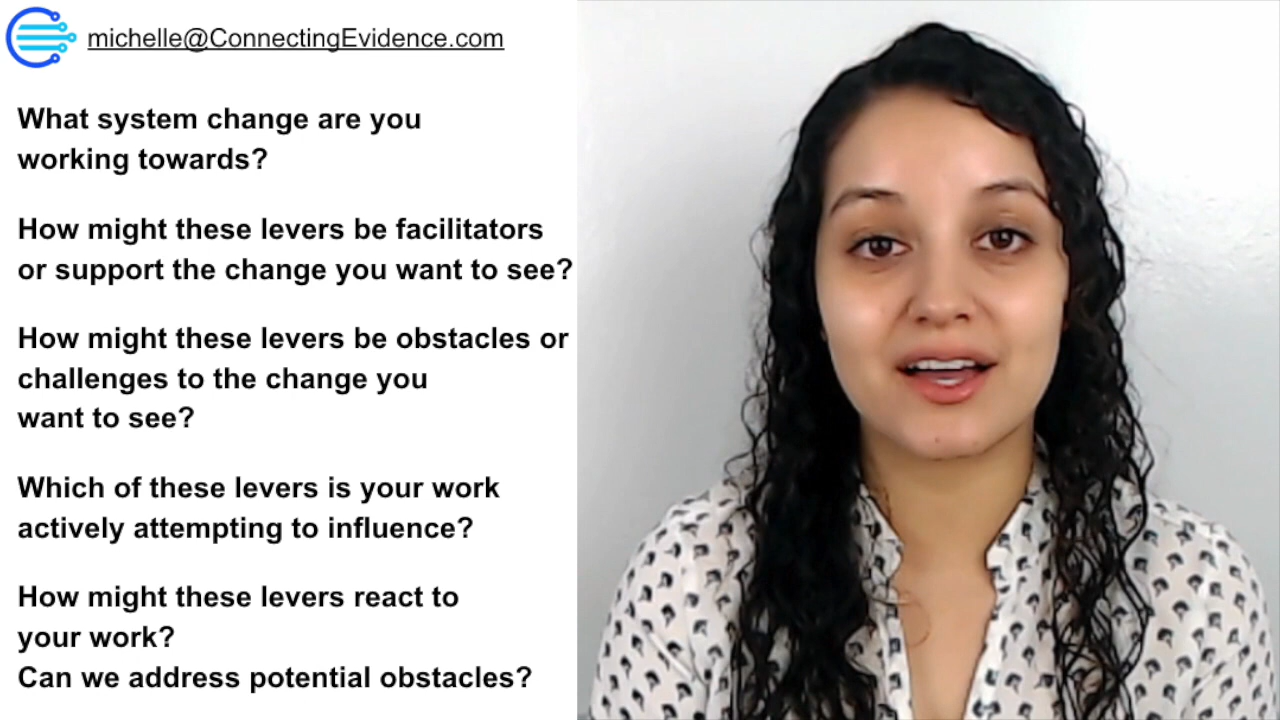 michelle@ConnectingEvidence.com
What system change are you
working towards?
How might these levers be facilitators
or support the change you want to see?
How might these levers be obstacles or
challenges to the change you
want to see?
Which of these levers is your work
actively attempting to influence?
How might these levers react to
your work?
Can we address potential obstacles?